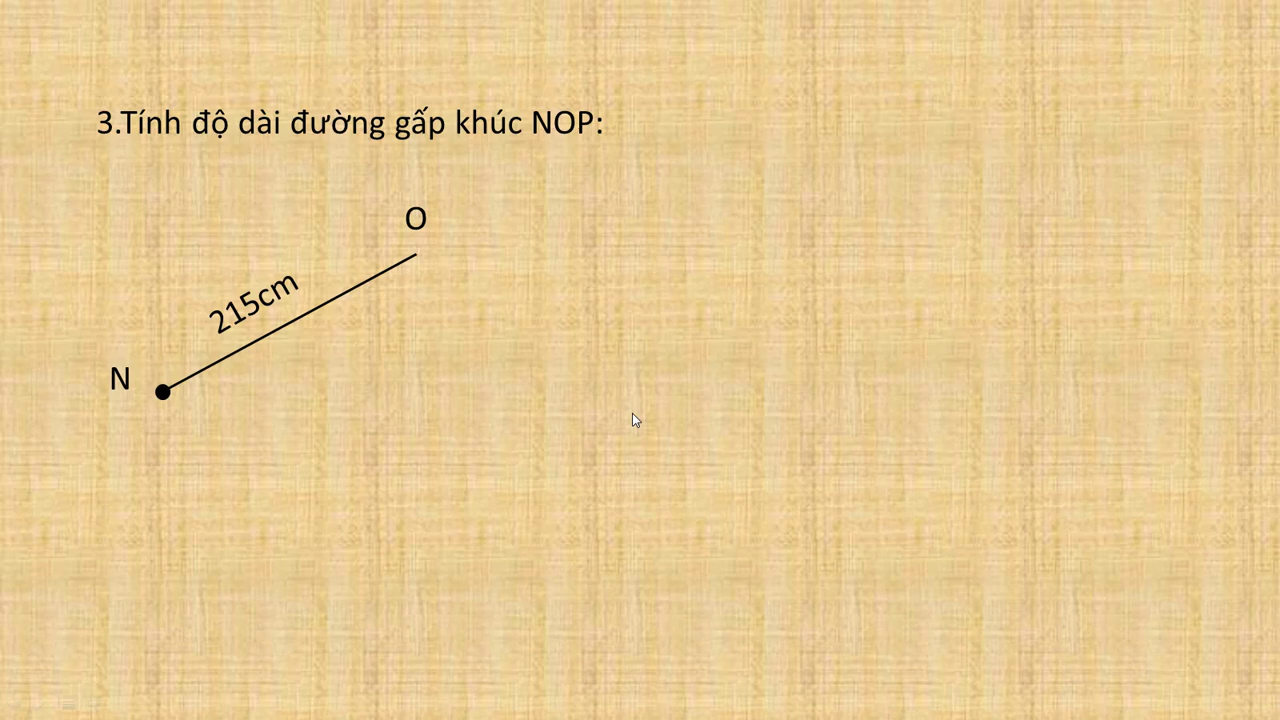 3.Tính độ dài đường gấp khúc NOP:
O
215cm
N